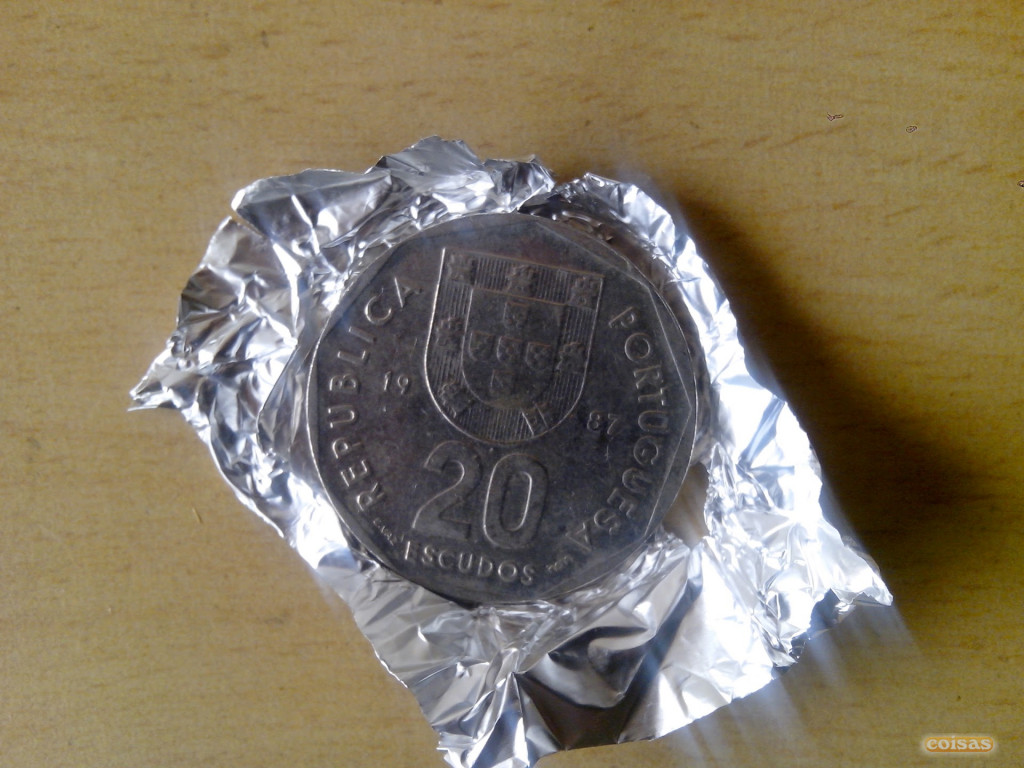 REPUBLICA PORTUGUESA
19 87
20
ESCUDOS
coisas